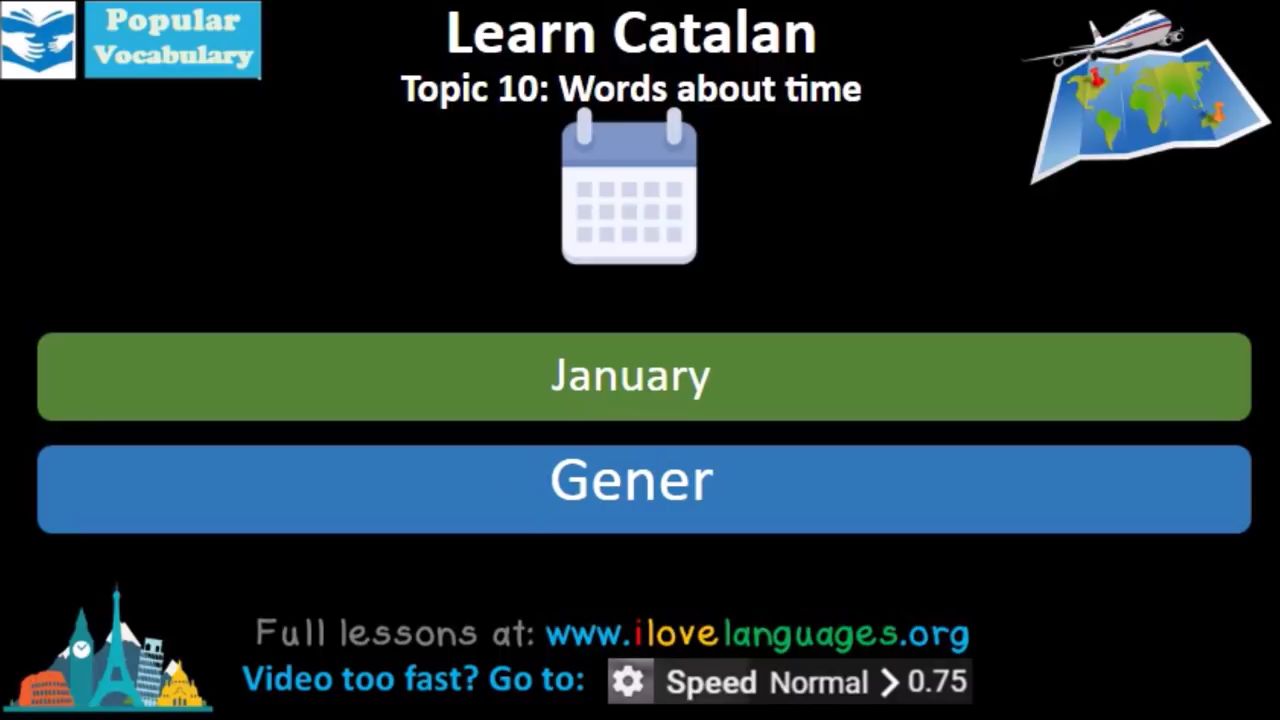 Popular
Vocabulary
Learn Catalan
Topic 10: Words about time
January
Gener
Full lessons at: www.ilovelanguages.org
Video too fast? Go to: Speed Normal > 0.75